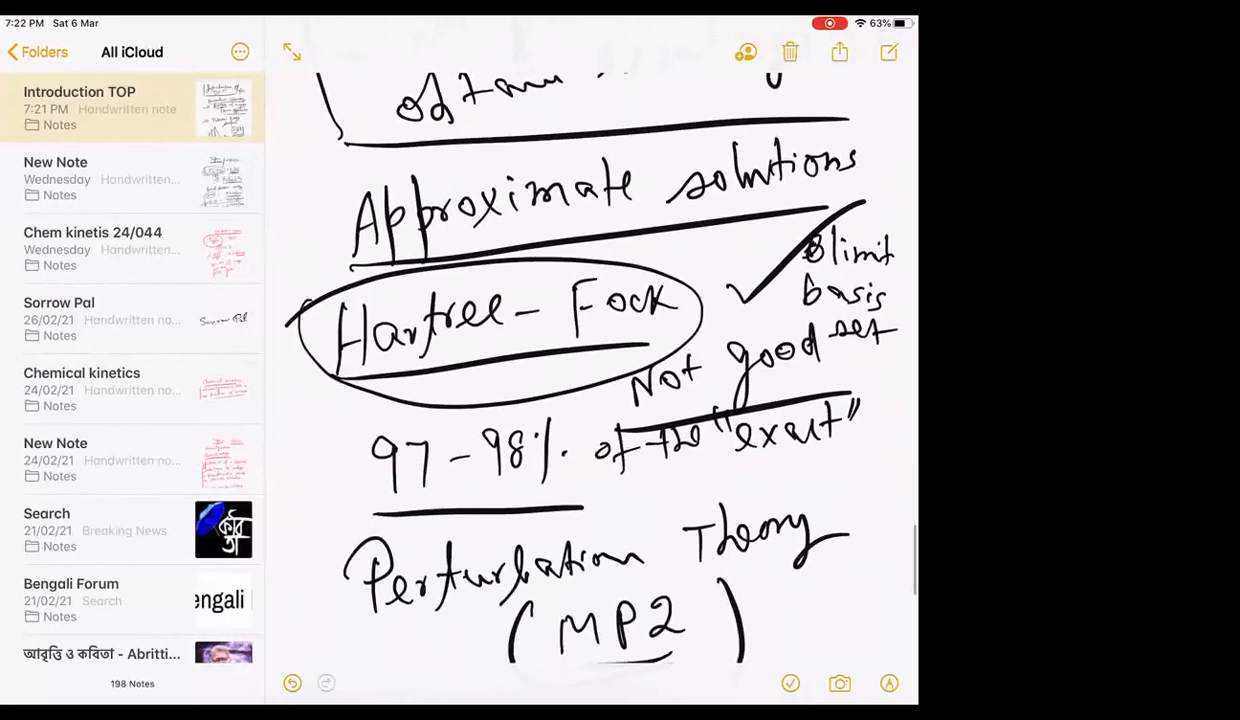 7:22 PM Sat 6 Mar
63%
Folders
All iCloud
Introduction TOP
7:21 PM Handwritten note
Notes
New Note
Wednesday Handwritten...
Notes
Chem kinetis 24/044
Wednesday Handwritten...
Notes
Sorrow Pal
26/02/21 Handwritten no...
Notes
Chemical kinetics
24/02/21 Handwritten no...
Notes
New Note
24/02/21 Handwritten no...
Notes
Search
21/02/21 Breaking News
Notes
Bengali Forum
21/02/21 Search
Notes
engali
আবৃত্তি ও কবিতা - Abritti...
198 Notes
Approximate solutions
Hartree - Fock
limit
basis
set
Not good
97 - 98% of the "exact"
Perturbation Theory
(MP2)